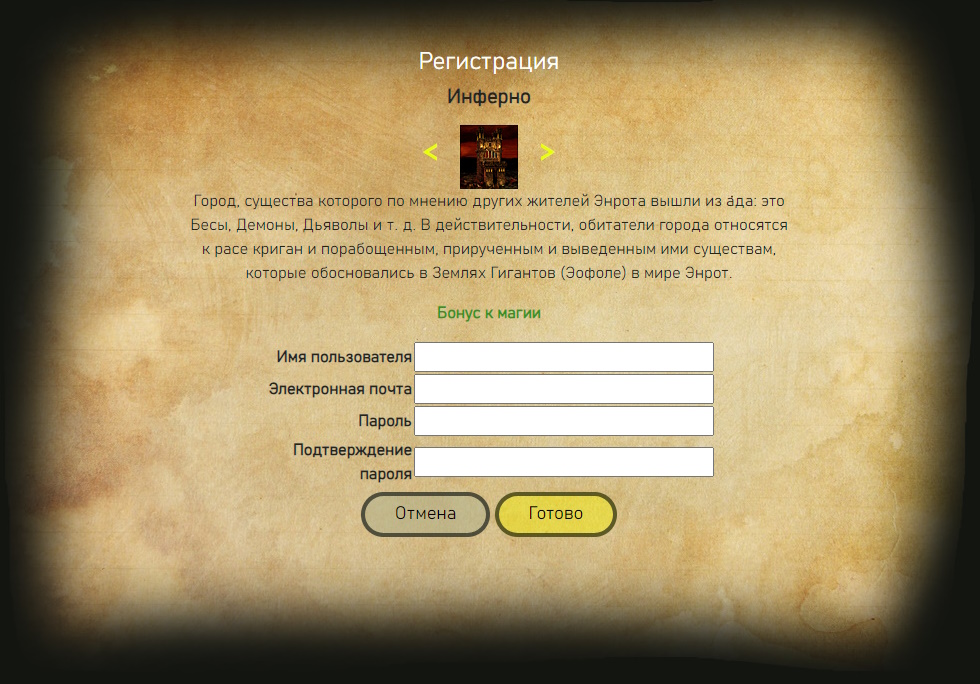 Регистрация
Инферно
< >
Город, существа которого по мнению других жителей Энрота вышли из ада: это
Бесы, Демоны, Дьяволы и т. д. В действительности, обитатели города относятся
к расе криган и порабощенным, прирученным и выведенным ими существам,
которые обосновались в Землях Гигантов (Эофоле) в мире Энрот.
Бонус к магии
Имя пользователя
Электронная почта
Пароль
Подтверждение
пароля
Отмена Готово